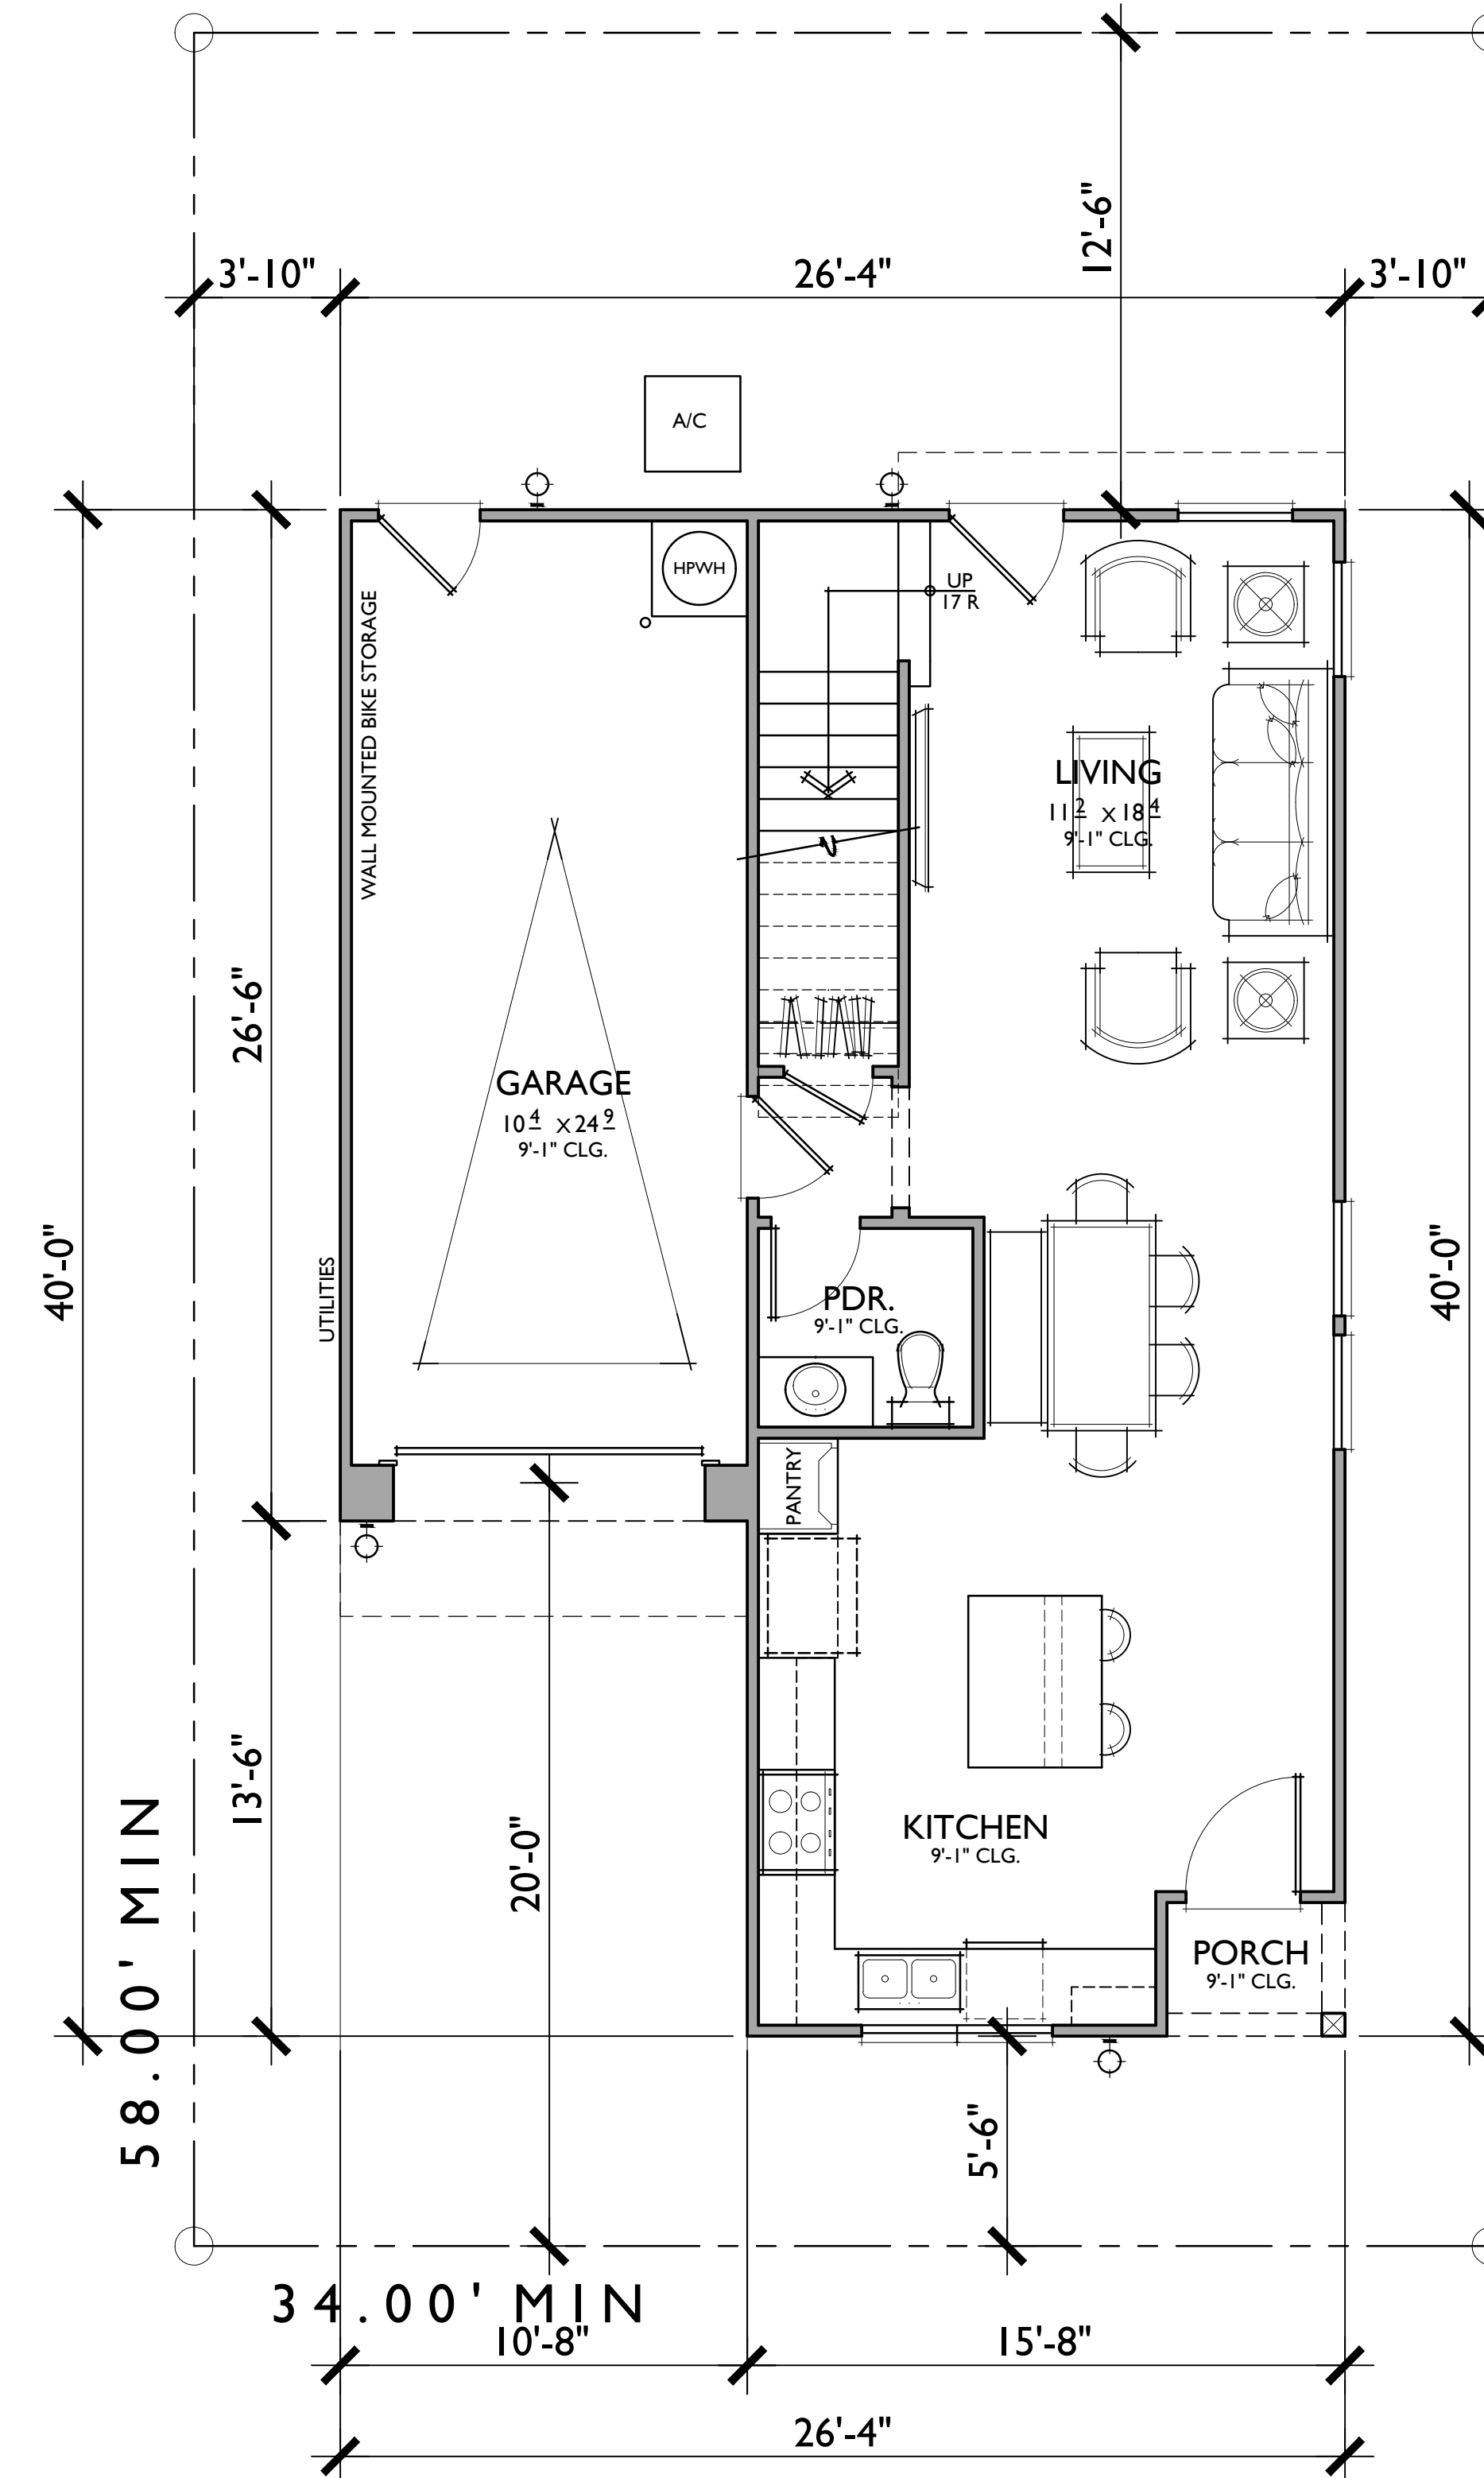 12'-6"
3'-10"
26'-4"
3'-10"
A/C
HPWH
UP
17 R
WALL MOUNTED BIKE STORAGE
LIVING
11 2 X 18 4
9'-1" CLG.
26'-6"
GARAGE
10 4 X 24 9
9'-1" CLG.
40'-0"
UTILITIES
40'-0"
PDR.
9'-1" CLG.
PANTRY
13'-6"
20'-0"
KITCHEN
9'-1" CLG.
58.00' MIN
PORCH
9'-1" CLG.
5'-6"
34.00' MIN
10'-8"
15'-8"
26'-4"